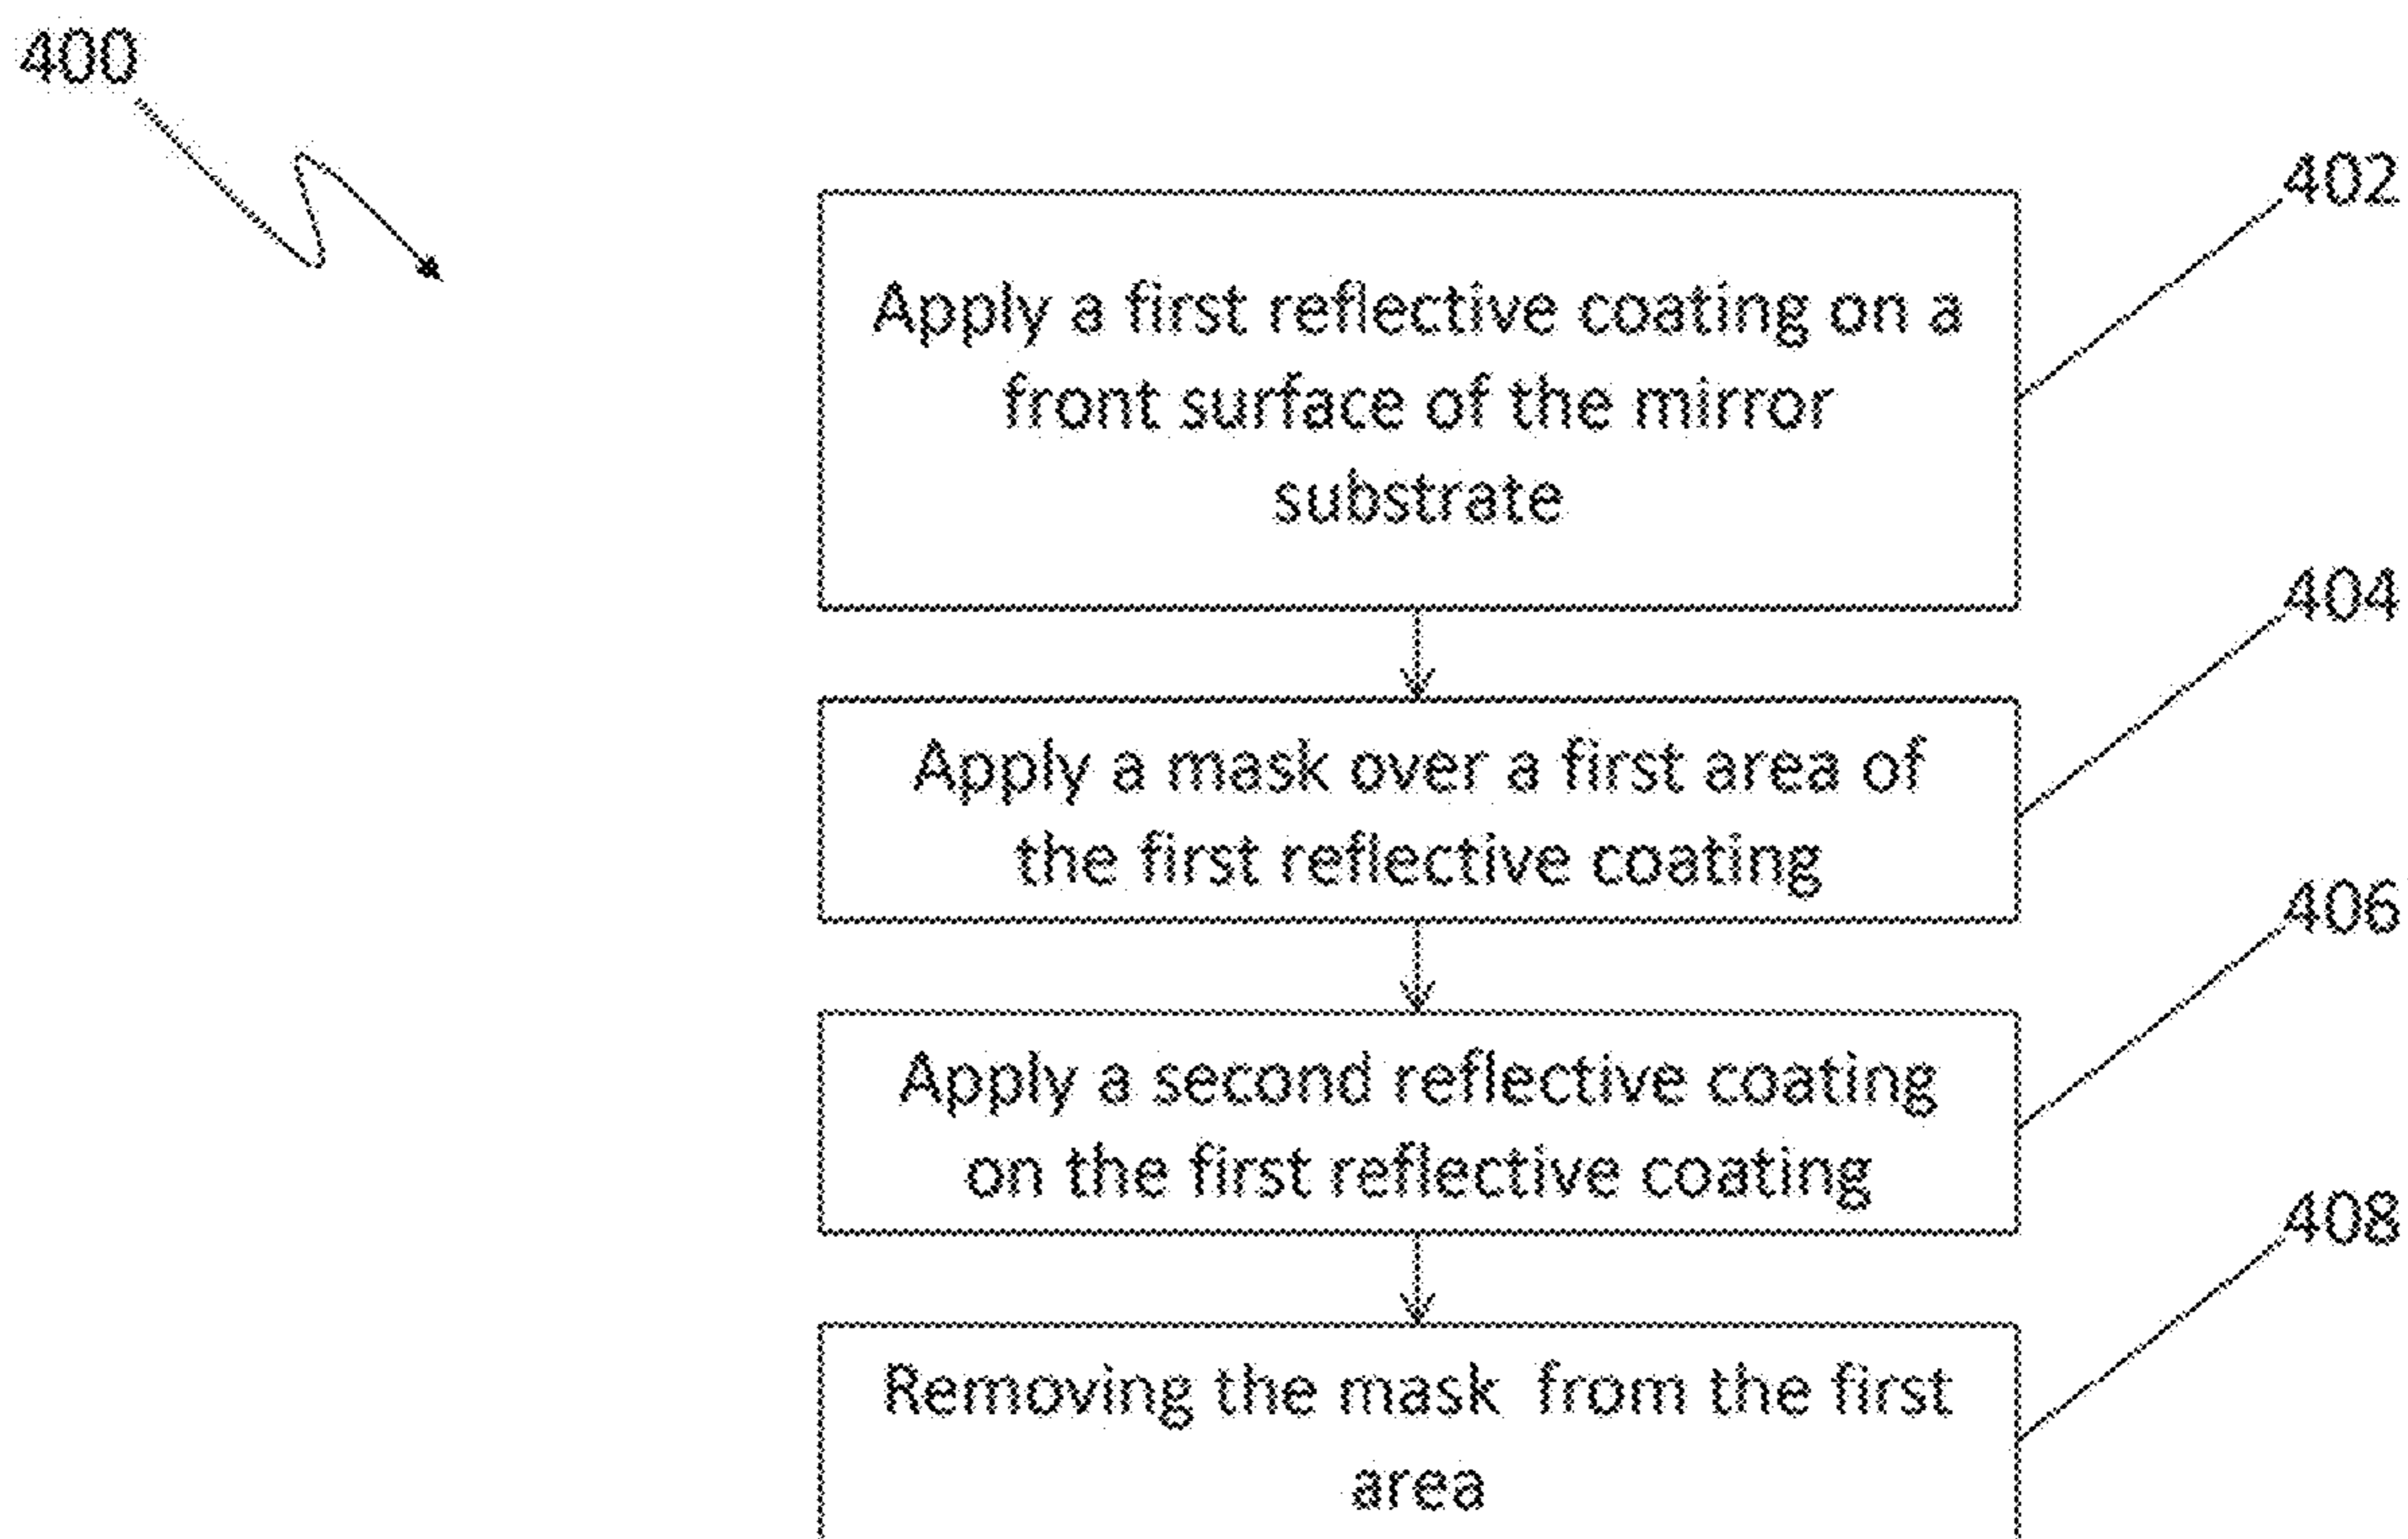 400
402
Apply a first reflective coating on a
front surface of the mirror
substrate
404
Apply a mask over a first area of
the first reflective coating
406
Apply a second reflective coating
on the first reflective coating
408
Removing the mask from the first
area